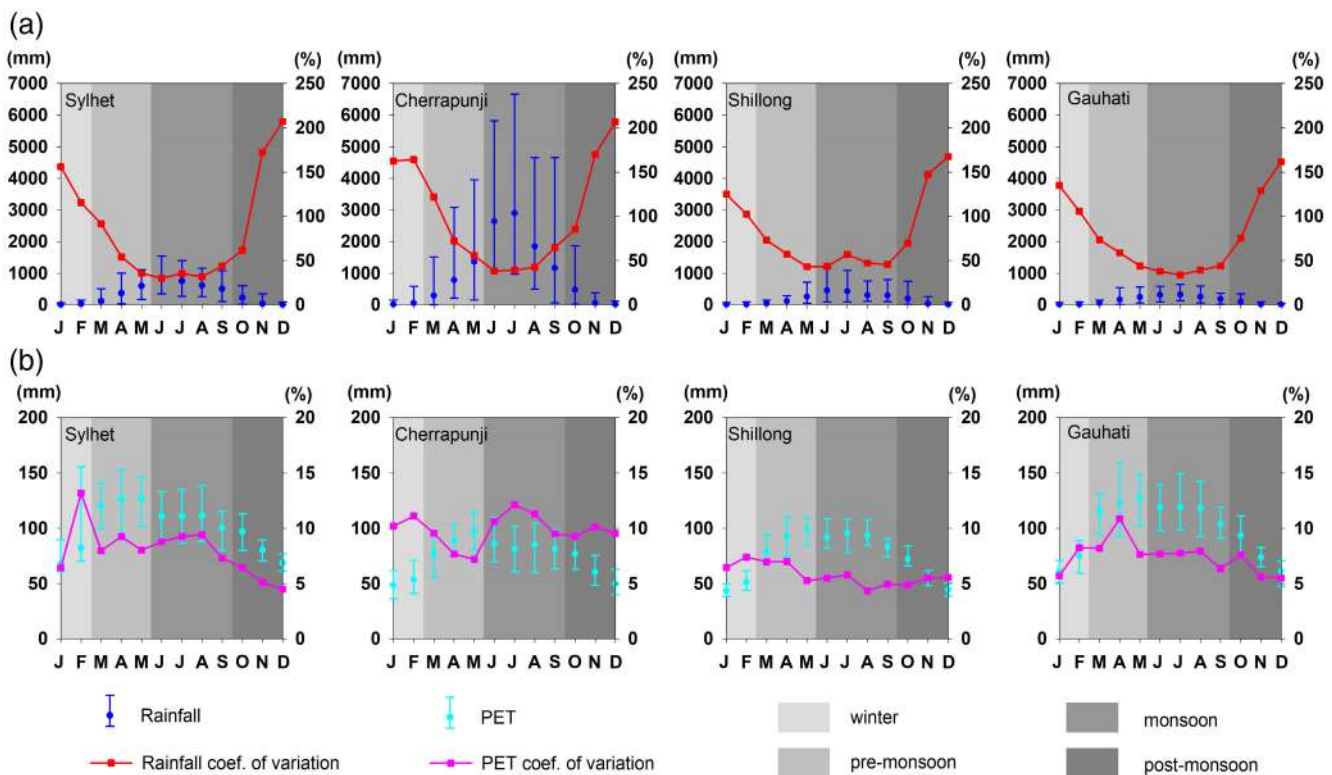 (a)
(mm) (%) (mm) (%) (mm) (%) (mm) (%)
7000 250 7000 250 7000 250 7000 250
Sylhet Cherrapunji Shillong Gauhati
6000 200 6000 200 6000 200 6000 200
5000 5000 5000 5000
4000 150 4000 150 4000 150 4000 150
3000 100 3000 100 3000 100 3000 100
2000 2000 2000 2000
1000 50 1000 50 1000 50 1000 50
0 0 0 0 0 0 0 0
J F M A M J J A S O N D J F M A M J J A S O N D J F M A M J J A S O N D J F M A M J J A S O N D
(b)
(mm) (%) (mm) (%) (mm) (%) (mm) (%)
200 20 200 20 200 20 200 20
Sylhet Cherrapunji Shillong Gauhati
150 15 150 15 150 15 150 15
100 10 100 10 100 10 100 10
50 5 50 5 50 5 50 5
0 0 0 0 0 0 0 0
J F M A M J J A S O N D J F M A M J J A S O N D J F M A M J J A S O N D J F M A M J J A S O N D
Rainfall PET winter monsoon
Rainfall coef. of variation PET coef. of variation pre-monsoon post-monsoon